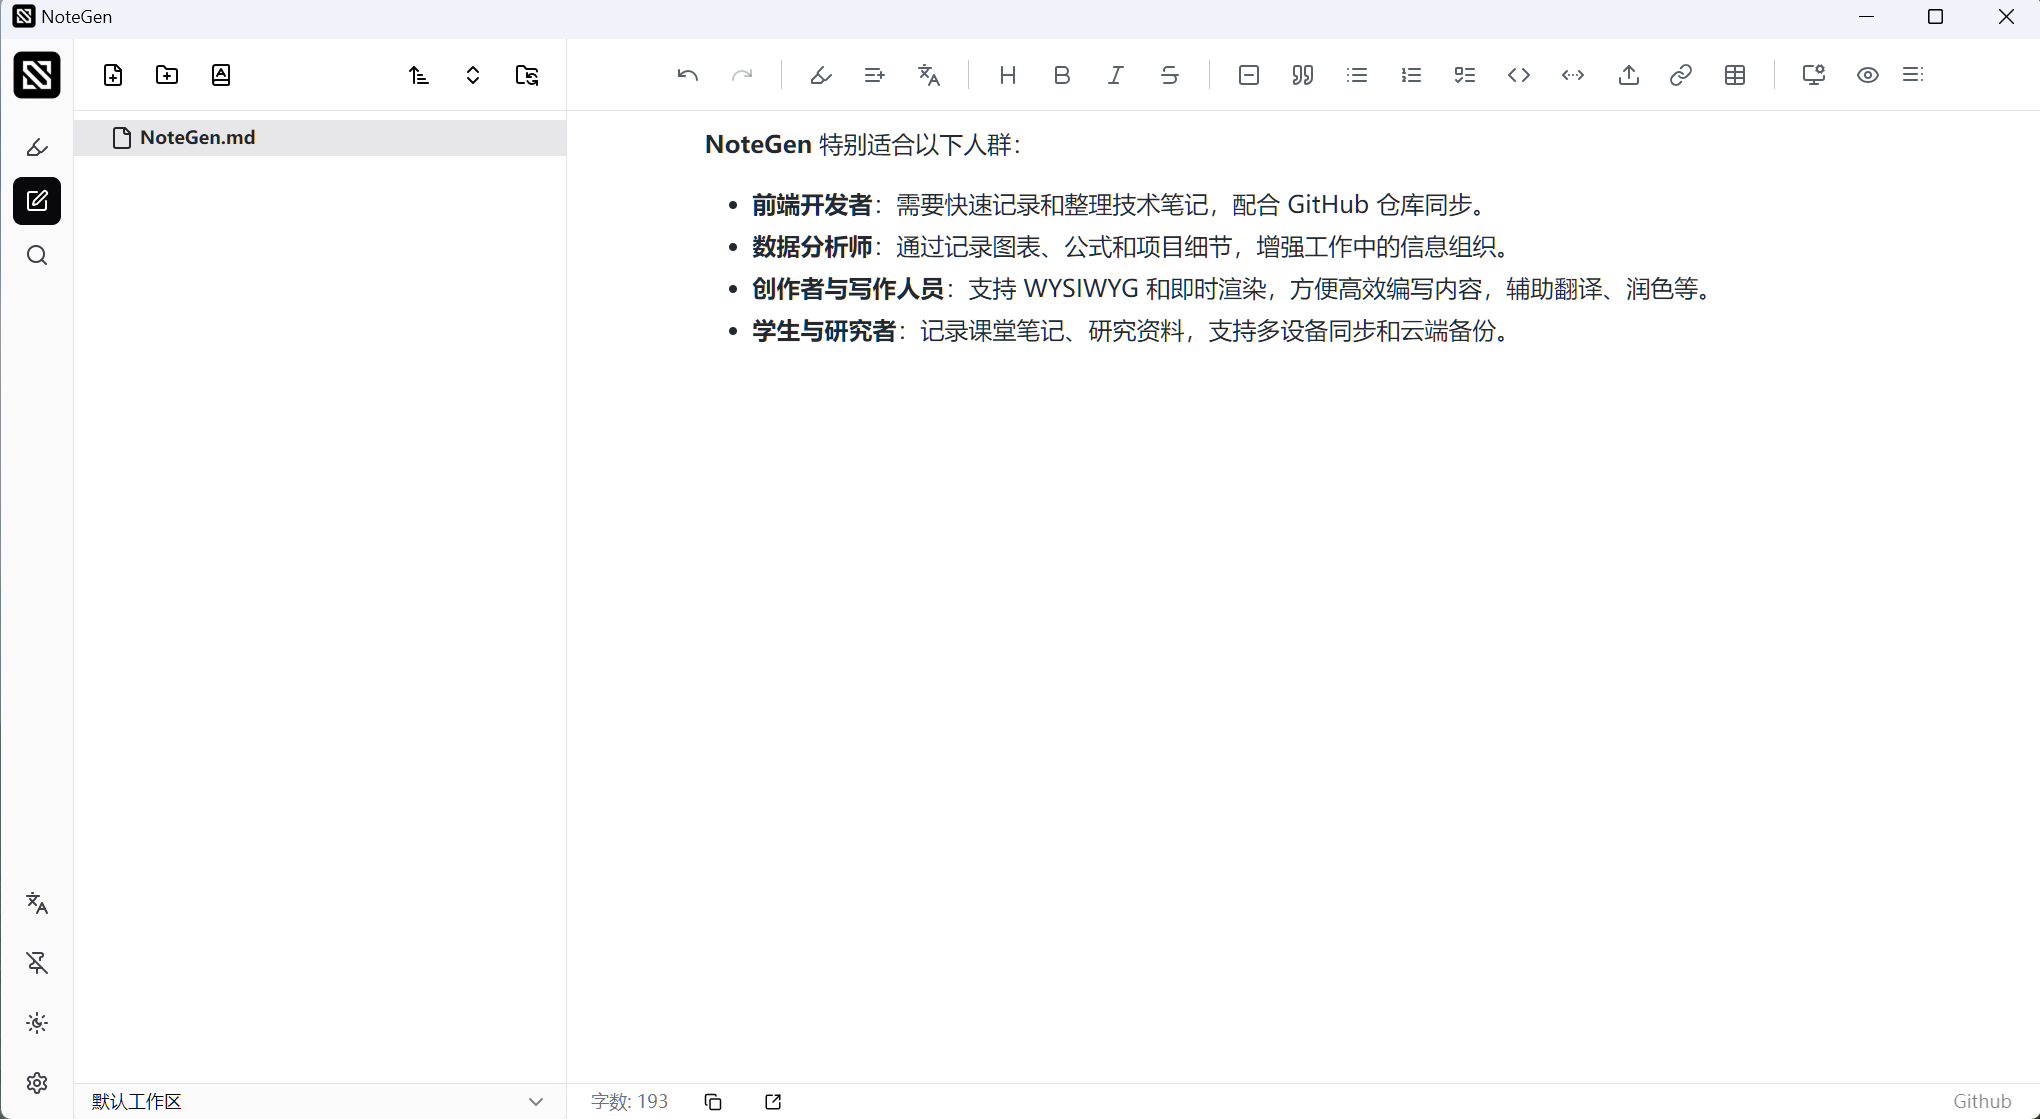 NoteGen
NoteGen.md
NoteGen 特别适合以下人群：
前端开发者：需要快速记录和整理技术笔记，配合 GitHub 仓库同步。
数据分析师：通过记录图表、公式和项目细节，增强工作中的信息组织。
创作者与写作人员：支持 WYSIWYG 和即时渲染，方便高效编写内容，辅助翻译、润色等。
学生与研究者：记录课堂笔记、研究资料，支持多设备同步和云端备份。
默认工作区
字数: 193
Github